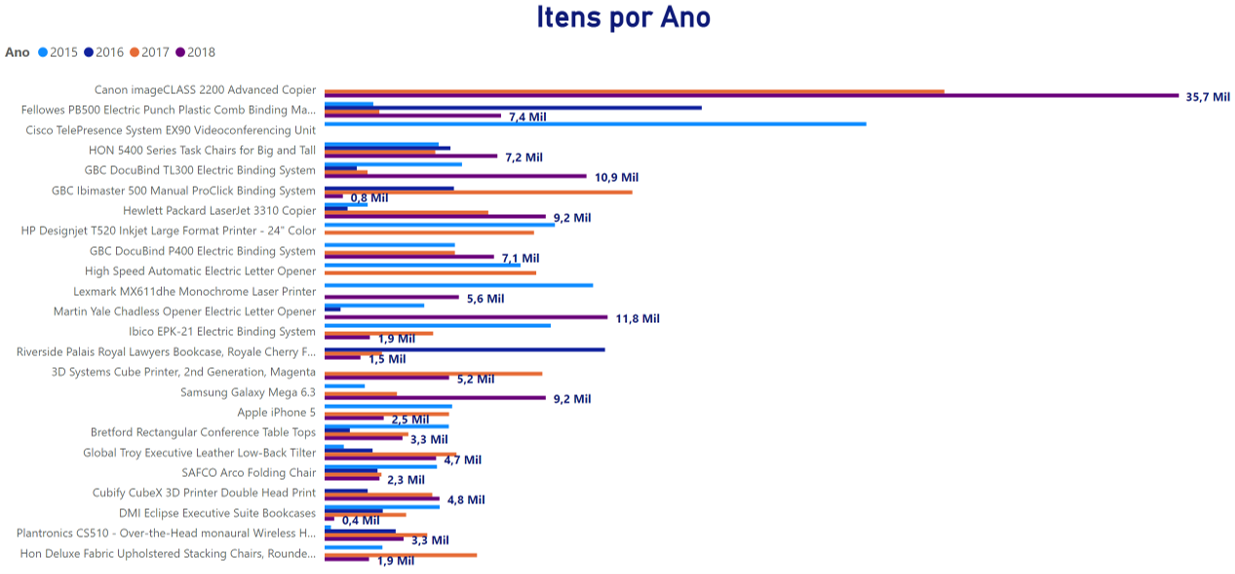 Itens por Ano
Ano 2015 2016 2017 2018
Canon imageCLASS 2200 Advanced Copier 35,7 Mil
Fellowes PB500 Electric Punch Plastic Comb Binding Ma... 7,4 Mil
Cisco TelePresence System EX90 Videoconferencing Unit
HON 5400 Series Task Chairs for Big and Tall 7,2 Mil
GBC DocuBind TL300 Electric Binding System 10,9 Mil
GBC Ibimaster 500 Manual ProClick Binding System 0,8 Mil
Hewlett Packard LaserJet 3310 Copier 9,2 Mil
HP Designjet T520 Inkjet Large Format Printer - 24" Color
GBC DocuBind P400 Electric Binding System 7,1 Mil
High Speed Automatic Electric Letter Opener
Lexmark MX611dhe Monochrome Laser Printer 5,6 Mil
Martin Yale Chadless Opener Electric Letter Opener 11,8 Mil
Ibico EPK-21 Electric Binding System 1,9 Mil
Riverside Palais Royal Lawyers Bookcase, Royale Cherry F... 1,5 Mil
3D Systems Cube Printer, 2nd Generation, Magenta 5,2 Mil
Samsung Galaxy Mega 6.3 9,2 Mil
Apple iPhone 5 2,5 Mil
Bretford Rectangular Conference Table Tops 3,3 Mil
Global Troy Executive Leather Low-Back Tilter 4,7 Mil
SAFCO Arco Folding Chair 2,3 Mil
Cubify CubeX 3D Printer Double Head Print 4,8 Mil
DMI Eclipse Executive Suite Bookcases 0,4 Mil
Plantronics CS510 - Over-the-Head monaural Wireless H... 3,3 Mil
Hon Deluxe Fabric Upholstered Stacking Chairs, Rounde... 1,9 Mil